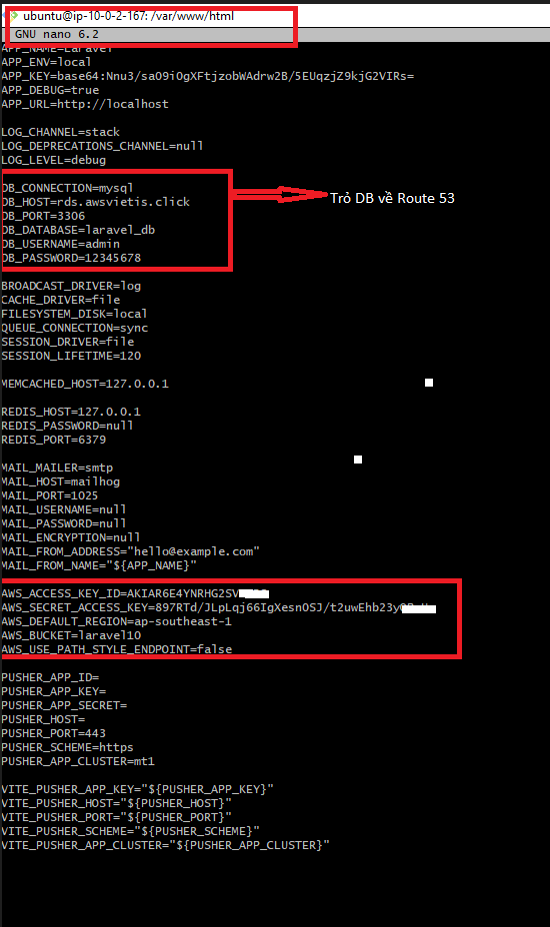 ubuntu@ip-10-0-2-167: /var/www/html
GNU nano 6.2
APP_NAME=Laravel
APP_ENV=local
APP_KEY=base64:Nnu3/saO9iOgXFtjzobWAdrw2B/5EUqzjZ9kjG2VIRs=
APP_DEBUG=true
APP_URL=http://localhost
LOG_CHANNEL=stack
LOG_DEPRECATIONS_CHANNEL=null
LOG_LEVEL=debug
DB_CONNECTION=mysql
DB_HOST=rds.awsvietis.click
Trỏ DB về Route 53
DB_PORT=3306
DB_DATABASE=laravel_db
DB_USERNAME=admin
DB_PASSWORD=12345678
BROADCAST_DRIVER=log
CACHE_DRIVER=file
FILESYSTEM_DISK=local
QUEUE_CONNECTION=sync
SESSION_DRIVER=file
SESSION_LIFETIME=120
MEMCACHED_HOST=127.0.0.1
REDIS_HOST=127.0.0.1
REDIS_PASSWORD=null
REDIS_PORT=6379
MAIL_MAILER=smtp
MAIL_HOST=mailhog
MAIL_PORT=1025
MAIL_USERNAME=null
MAIL_PASSWORD=null
MAIL_ENCRYPTION=null
MAIL_FROM_ADDRESS="hello@example.com"
MAIL_FROM_NAME="${APP_NAME}"
AWS_ACCESS_KEY_ID=AKIAR6E4YNRHG2SV
AWS_SECRET_ACCESS_KEY=897RTd/JLpLqj66IgXesnOSJ/t2uwEhb23y
AWS_DEFAULT_REGION=ap-southeast-1
AWS_BUCKET=laravel10
AWS_USE_PATH_STYLE_ENDPOINT=false
PUSHER_APP_ID=
PUSHER_APP_KEY=
PUSHER_APP_SECRET=
PUSHER_HOST=
PUSHER_PORT=443
PUSHER_SCHEME=https
PUSHER_APP_CLUSTER=mt1
VITE_PUSHER_APP_KEY="${PUSHER_APP_KEY}"
VITE_PUSHER_HOST="${PUSHER_HOST}"
VITE_PUSHER_PORT="${PUSHER_PORT}"
VITE_PUSHER_SCHEME="${PUSHER_SCHEME}"
VITE_PUSHER_APP_CLUSTER="${PUSHER_APP_CLUSTER}"